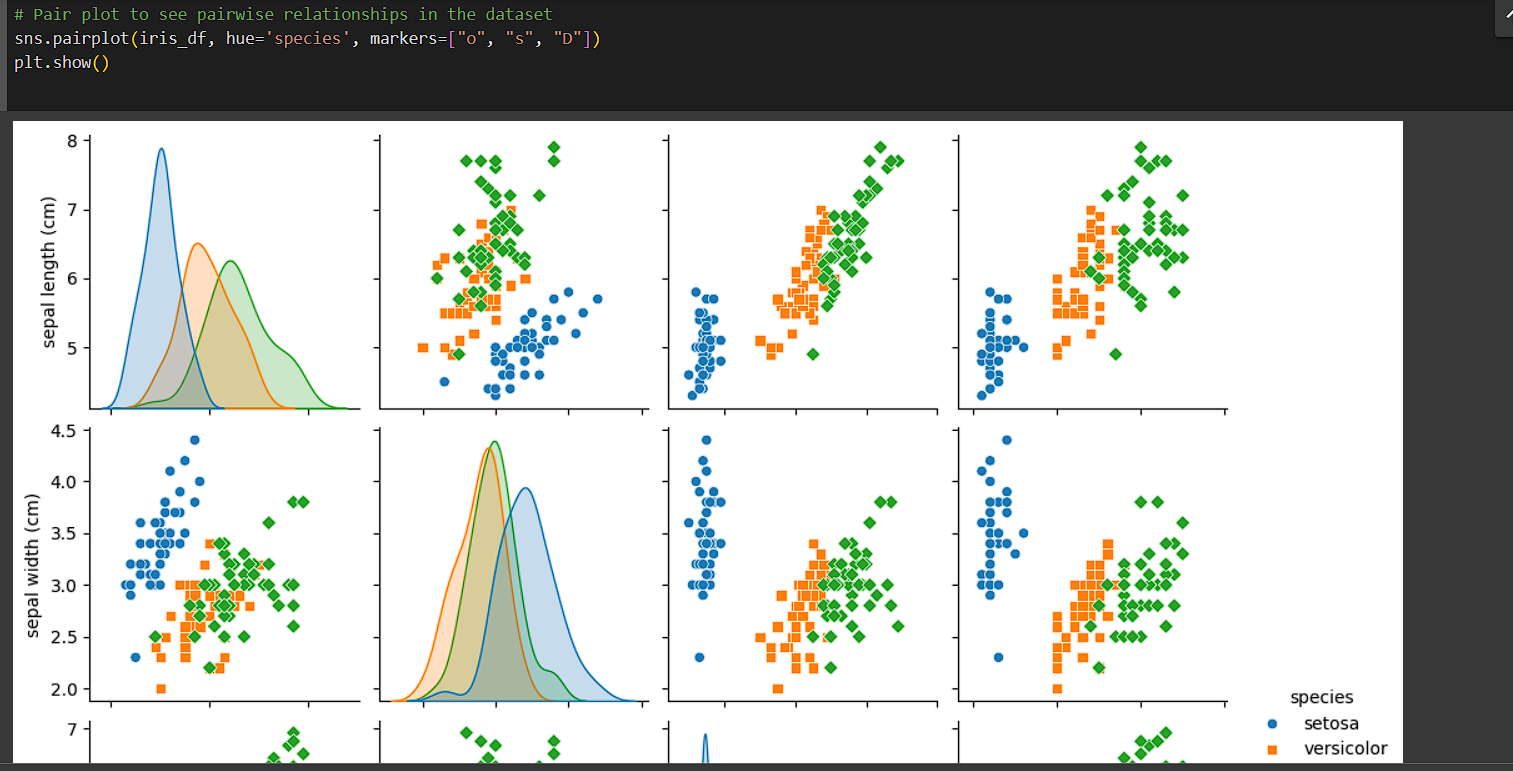 # Pair plot to see pairwise relationships in the dataset
sns.pairplot(iris_df, hue='species', markers=["o", "s", "D"])
plt.show()
8
7
6
5
sepal length (cm)
4.5
4.0
3.5
3.0
2.5
2.0
sepal width (cm)
7
species
setosa
versicolor